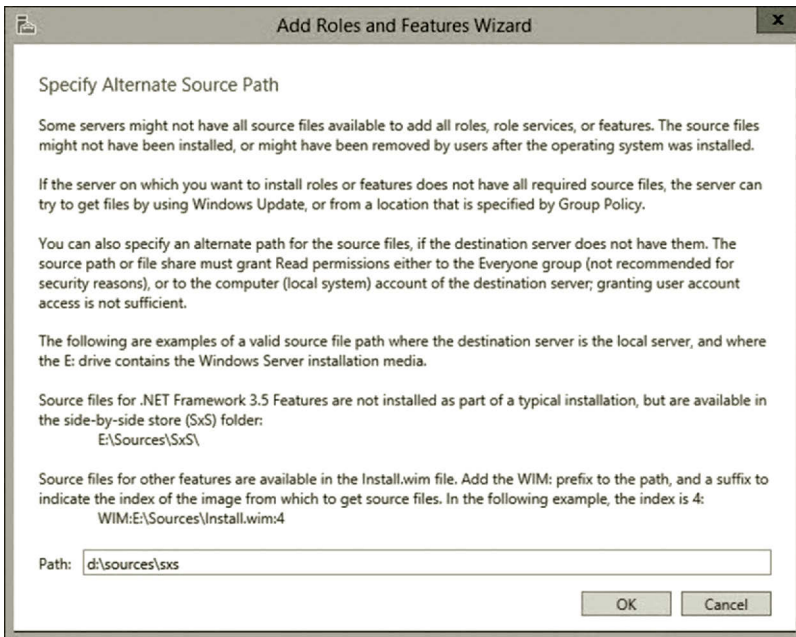 Add Roles and Features Wizard
x
Specify Alternate Source Path
Some servers might not have all source files available to add all roles, role services, or features. The source files
might not have been installed, or might have been removed by users after the operating system was installed.
If the server on which you want to install roles or features does not have all required source files, the server can
try to get files by using Windows Update, or from a location that is specified by Group Policy.
You can also specify an alternate path for the source files, if the destination server does not have them. The
source path or file share must grant Read permissions either to the Everyone group (not recommended for
security reasons), or to the computer (local system) account of the destination server; granting user account
access is not sufficient.
The following are examples of a valid source file path where the destination server is the local server, and where
the E: drive contains the Windows Server installation media.
Source files for .NET Framework 3.5 Features are not installed as part of a typical installation, but are available in
the side-by-side store (SxS) folder:
E:\Sources\SxS\
Source files for other features are available in the Install.wim file. Add the WIM: prefix to the path, and a suffix to
indicate the index of the image from which to get source files. In the following example, the index is 4:
WIM:E:\Sources\Install.wim:4
Path: d:\sources\sxs
OK Cancel